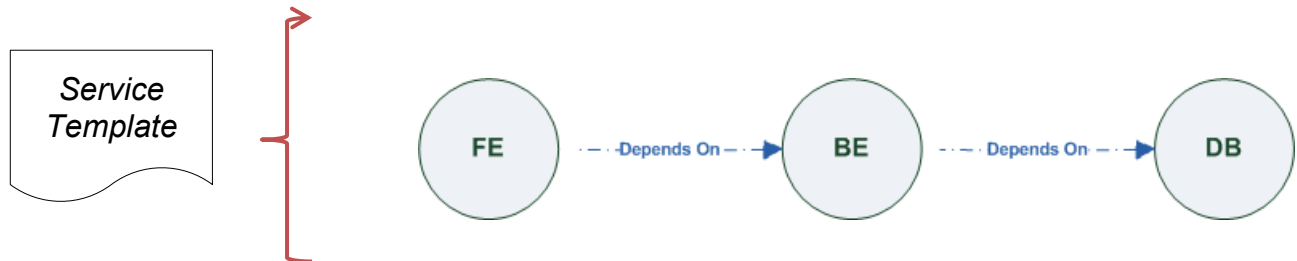 Service
Template
FE
Depends On
BE
Depends On
DB